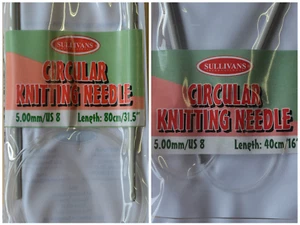 SULLIVANS
CIRCULAR
KNITTING NEEDLE
5.00mm/US 8 Length: 80cm/31.5"
SULLIVANS
CIRCULAR
KNITTING NEEDLE
5.00mm/US 8 Length: 40cm/16"